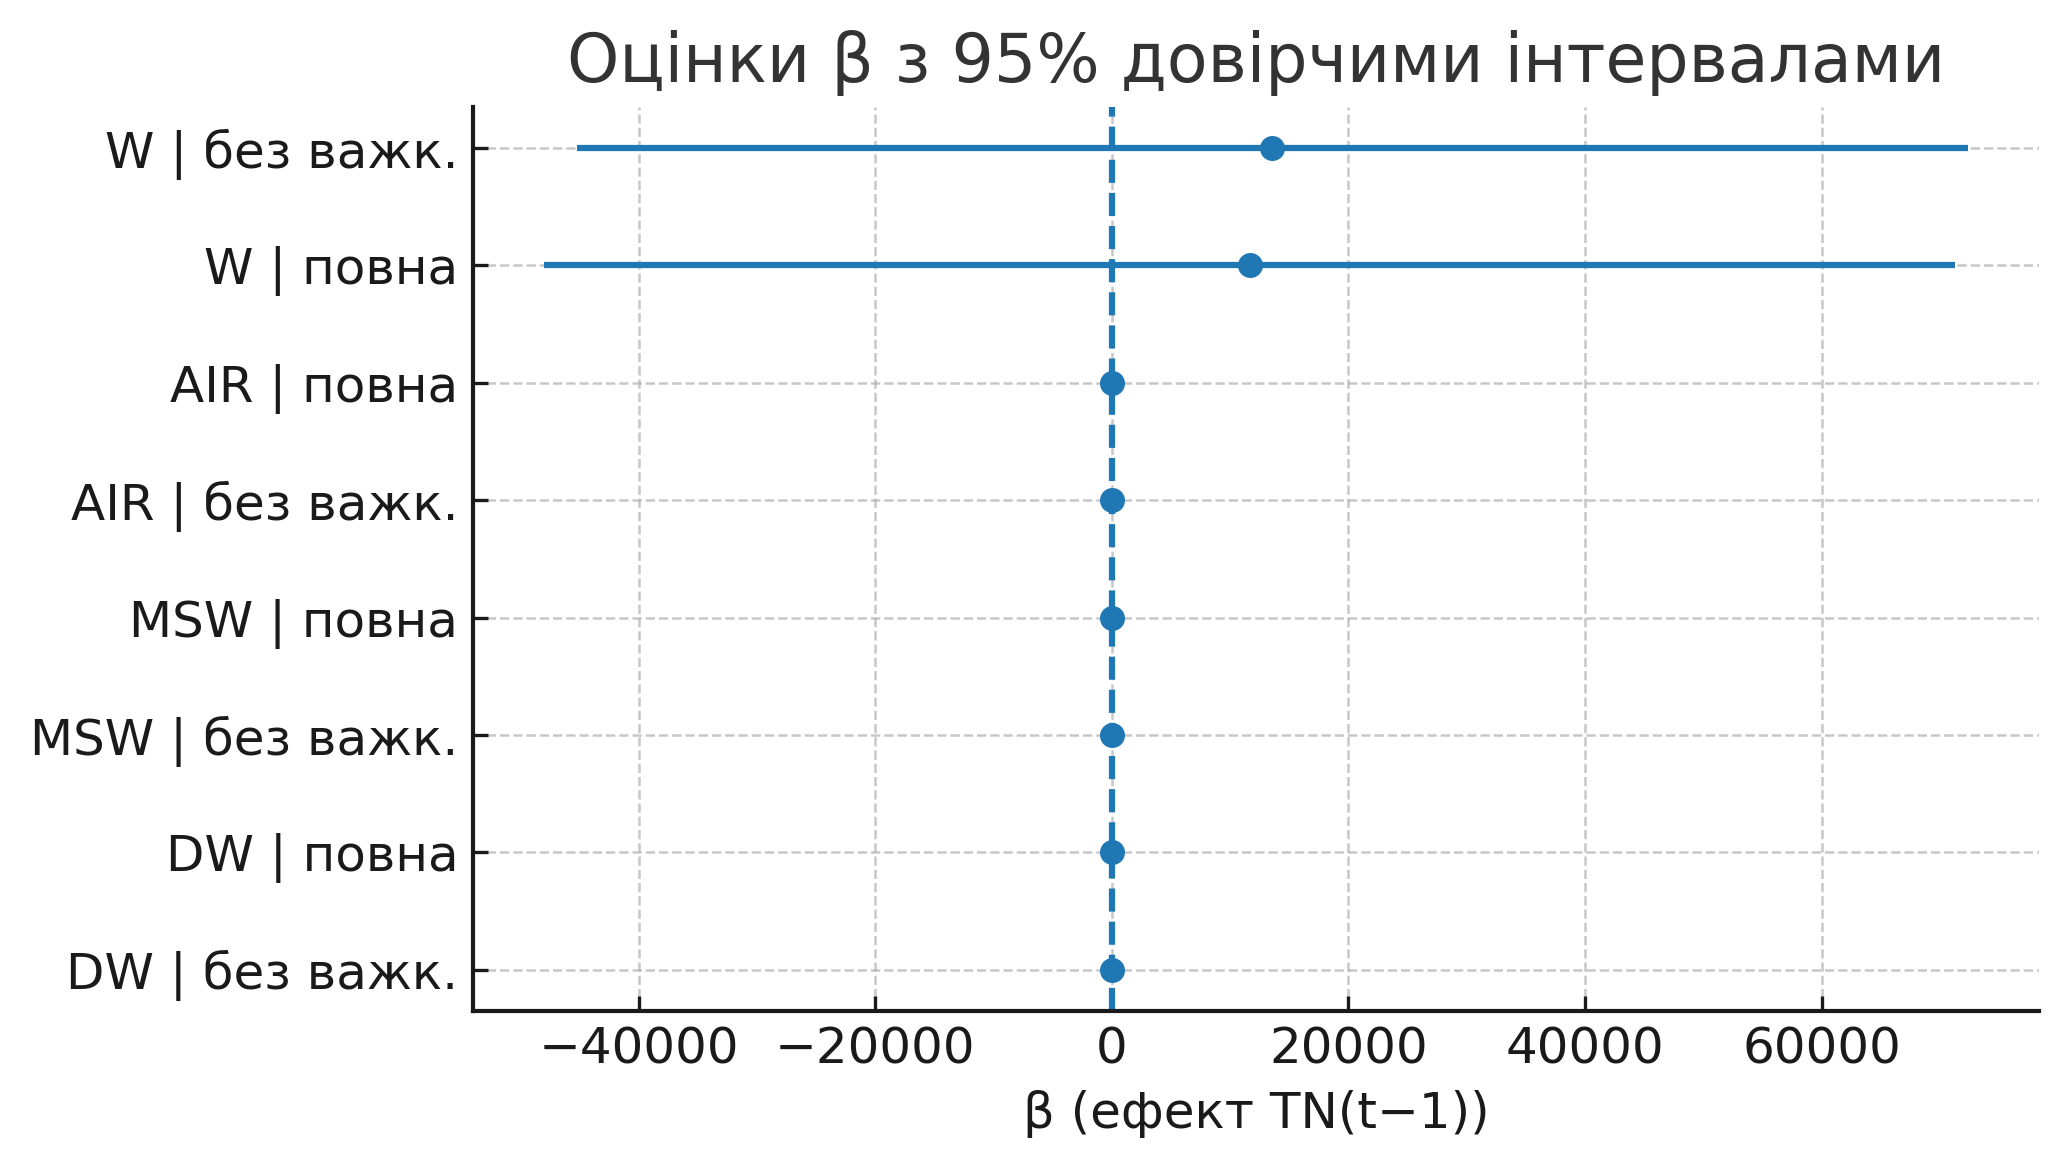 Оцінки β з 95% довірчими інтервалами
W | без важк.
W | повна
AIR | повна
AIR | без важк.
MSW | повна
MSW | без важк.
DW | повна
DW | без важк.
−40000 −20000 0 20000 40000 60000
β (ефект TN(t−1))